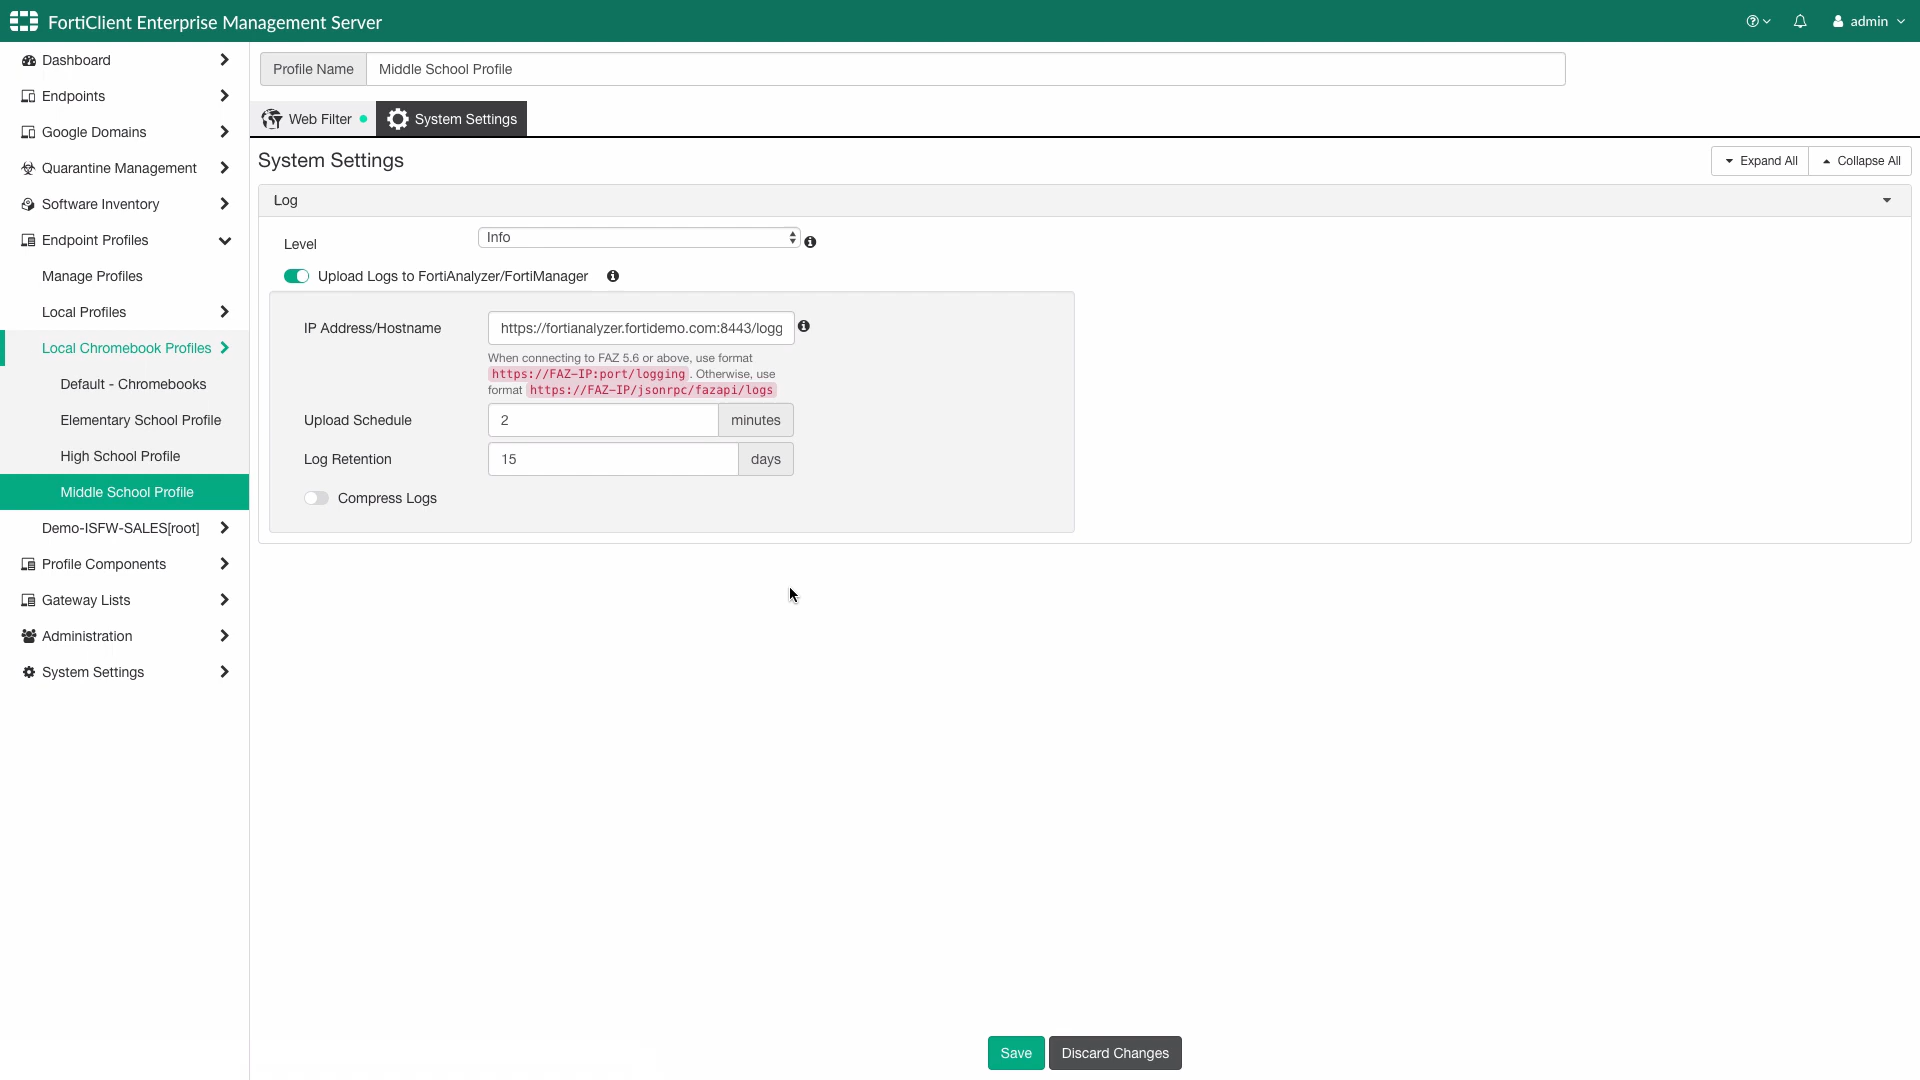 FortiClient Enterprise Management Server
admin
Dashboard
Endpoints
Google Domains
Quarantine Management
Software Inventory
Endpoint Profiles
Manage Profiles
Local Profiles
Local Chromebook Profiles
Default - Chromebooks
Elementary School Profile
High School Profile
Middle School Profile
Demo-ISFW-SALES[root]
Profile Components
Gateway Lists
Administration
System Settings
Profile Name Middle School Profile
Web Filter System Settings
System Settings
Expand All Collapse All
Log
Level Info
Upload Logs to FortiAnalyzer/FortiManager
IP Address/Hostname https://fortianalyzer.fortidemo.com:8443/logg
When connecting to FAZ 5.6 or above, use format
https://FAZ-IP:port/logging . Otherwise, use
format https://FAZ-IP/jsonrpc/fazapi/logs
Upload Schedule 2 minutes
Log Retention 15 days
Compress Logs
Save Discard Changes